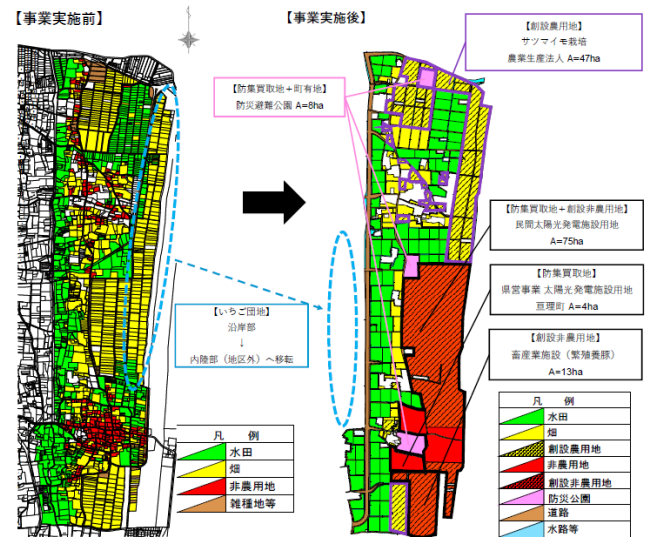 【事業実施前】
【事業実施後】
【創設農用地】
サツマイモ栽培
農業生産法人 A=47ha
【防集買取地+町有地】
防災避難公園 A=8ha
【防集買取地+創設非農用地】
民間太陽光発電施設用地
A=75ha
【防集買取地】
県営事業 太陽光発電施設用地
亘理町 A=4ha
【創設非農用地】
畜産業施設（繁殖養豚）
A=13ha
【いちご団地】
沿岸部
↓
内陸部（地区外）へ移転
凡 例
水田
畑
非農用地
雑種地等
凡 例
水田
畑
創設農用地
非農用地
創設非農用地
防災公園
道路
水路等